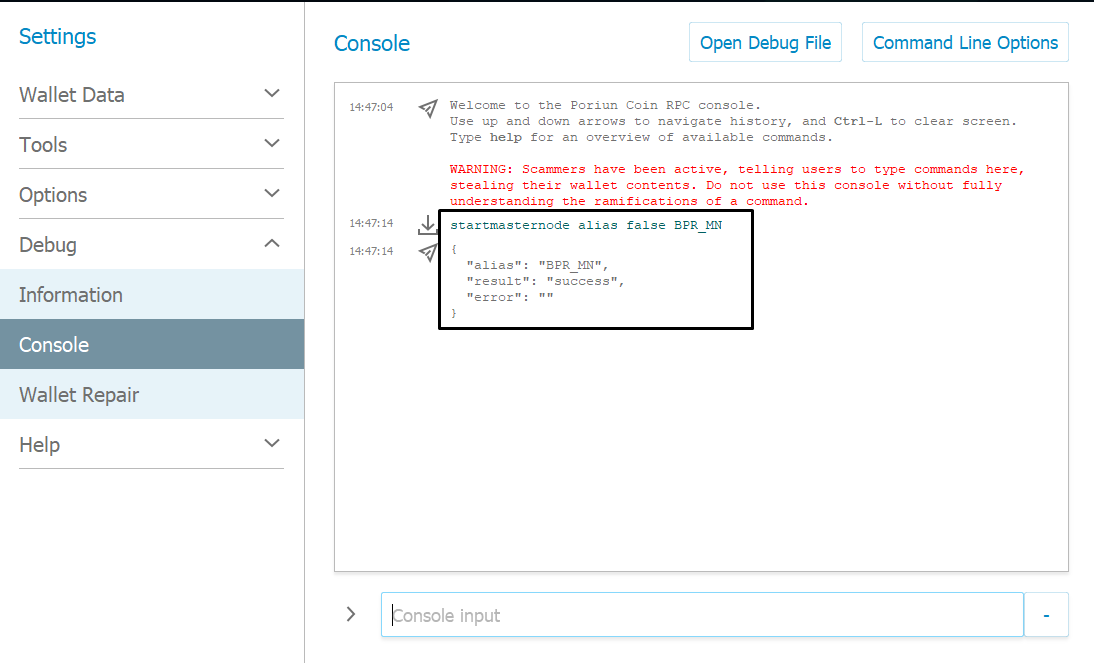 Settings
Wallet Data
Tools
Options
Debug
Information
Console
Wallet Repair
Help
Console
Open Debug File
Command Line Options
14:47:04
Welcome to the Poriun Coin RPC console.
Use up and down arrows to navigate history, and Ctrl-L to clear screen.
Type help for an overview of available commands.
WARNING: Scammers have been active, telling users to type commands here,
stealing their wallet contents. Do not use this console without fully
understanding the ramifications of a command.
14:47:14
startmasternode alias false BPR_MN
14:47:14
{
"alias": "BPR_MN",
"result": "success",
"error": ""
}
Console input
-